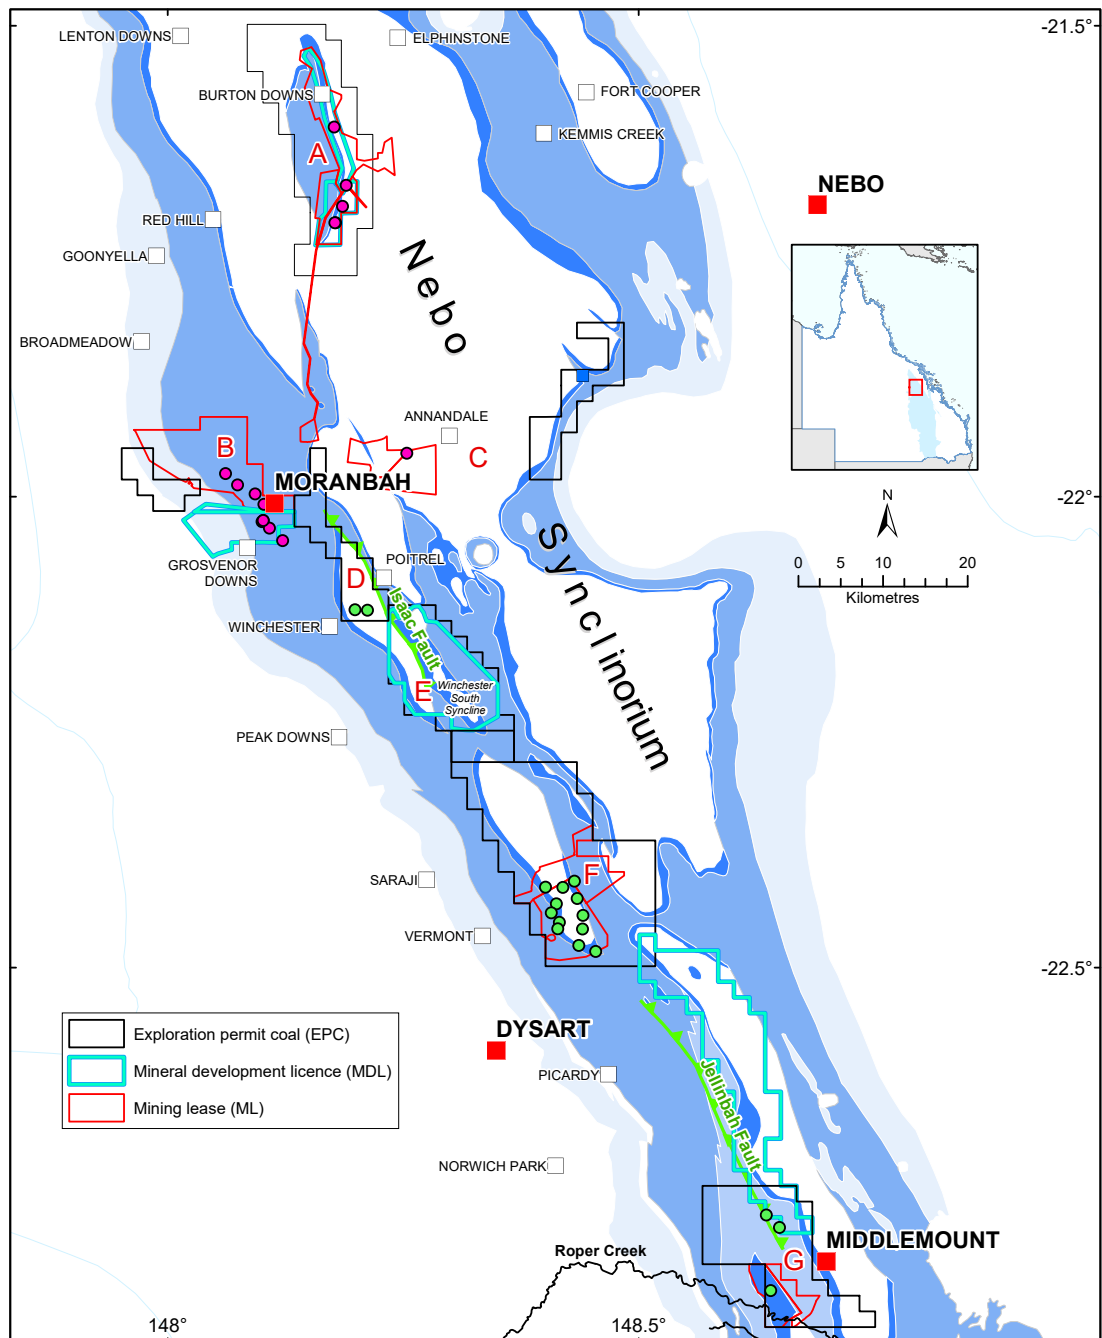 -21.5°
LENTON DOWNS
ELPHINSTONE
BURTON DOWNS
FORT COOPER
KEMMIS CREEK
A
NEBO
RED HILL
GOONYELLA
Nebo
BROADMEADOW
ANNANDALE
B
C
MORANBAH
-22°
N
Synclinorium
POITREL
GROSVENOR
DOWNS
D
0 5 10 20
Kilometres
Isaac Fault
WINCHESTER
E
Winchester
South
Syncline
PEAK DOWNS
SARAJI
F
VERMONT
-22.5°
Exploration permit coal (EPC)
Mineral development licence (MDL)
Mining lease (ML)
DYSART
PICARDY
Jellinbah Fault
NORWICH PARK
MIDDLEMOUNT
Roper Creek
G
148°
148.5°